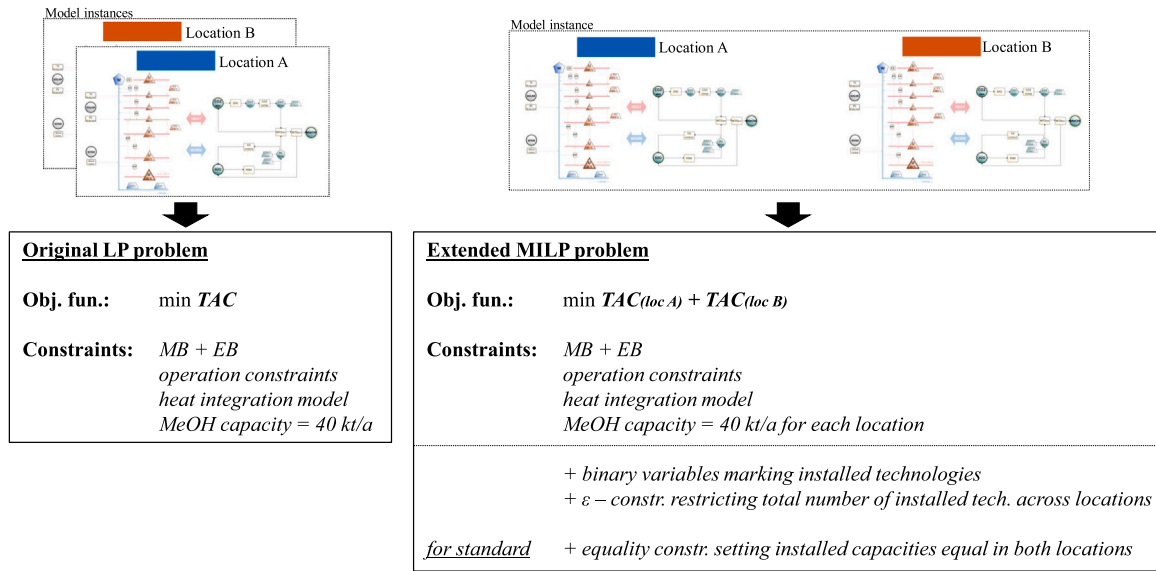 Model instances
Location B
Location A
Model instance
Location A
Location B
Original LP problem
Obj. fun.: min TAC
Constraints: MB + EB
operation constraints
heat integration model
MeOH capacity = 40 kt/a
Extended MILP problem
Obj. fun.: min TAC(loc A) + TAC(loc B)
Constraints: MB + EB
operation constraints
heat integration model
MeOH capacity = 40 kt/a for each location
+ binary variables marking installed technologies
+ ε – constr. restricting total number of installed tech. across locations
for standard + equality constr. setting installed capacities equal in both locations